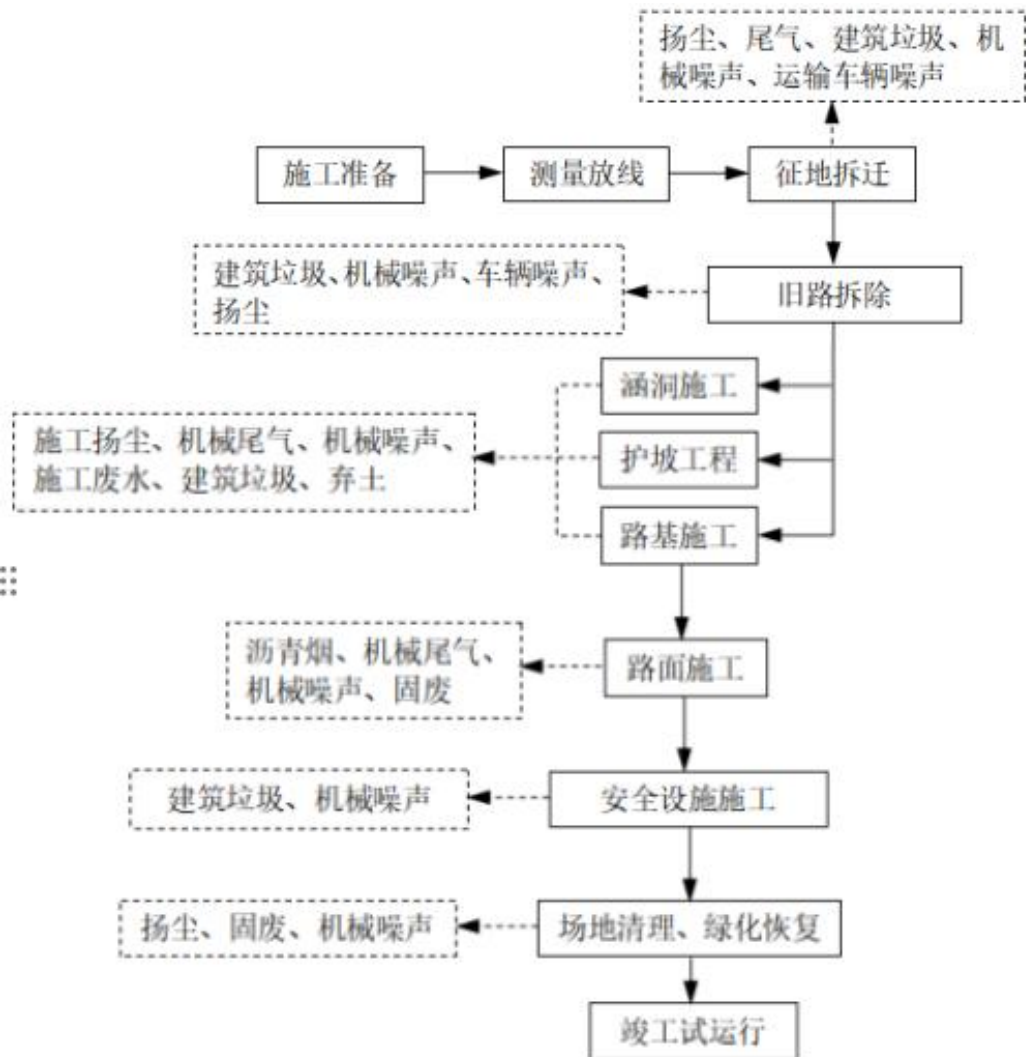 扬尘、尾气、建筑垃圾、机
械噪声、运输车辆噪声
施工准备
测量放线
征地拆迁
建筑垃圾、机械噪声、车辆噪声、
扬尘
旧路拆除
涵洞施工
施工扬尘、机械尾气、机械噪声、
施工废水、建筑垃圾、弃土
护坡工程
路基施工
沥青烟、机械尾气、
机械噪声、固废
路面施工
建筑垃圾、机械噪声
安全设施施工
扬尘、固废、机械噪声
场地清理、绿化恢复
竣工试运行